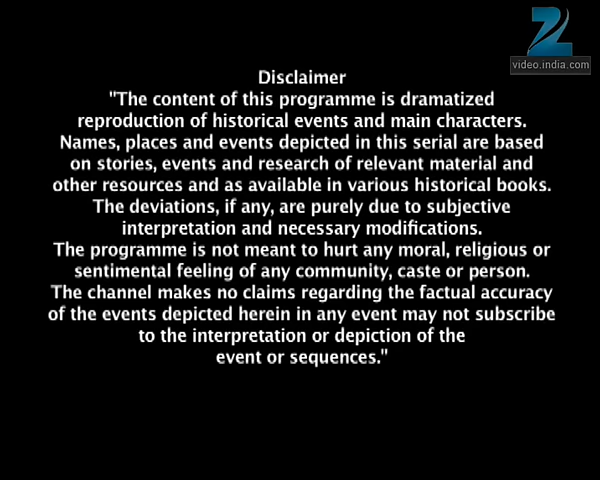 video.india.com
Disclaimer
"The content of this programme is dramatized
reproduction of historical events and main characters.
Names, places and events depicted in this serial are based
on stories, events and research of relevant material and
other resources and as available in various historical books.
The deviations, if any, are purely due to subjective
interpretation and necessary modifications.
The programme is not meant to hurt any moral, religious or
sentimental feeling of any community, caste or person.
The channel makes no claims regarding the factual accuracy
of the events depicted herein in any event may not subscribe
to the interpretation or depiction of the
event or sequences."